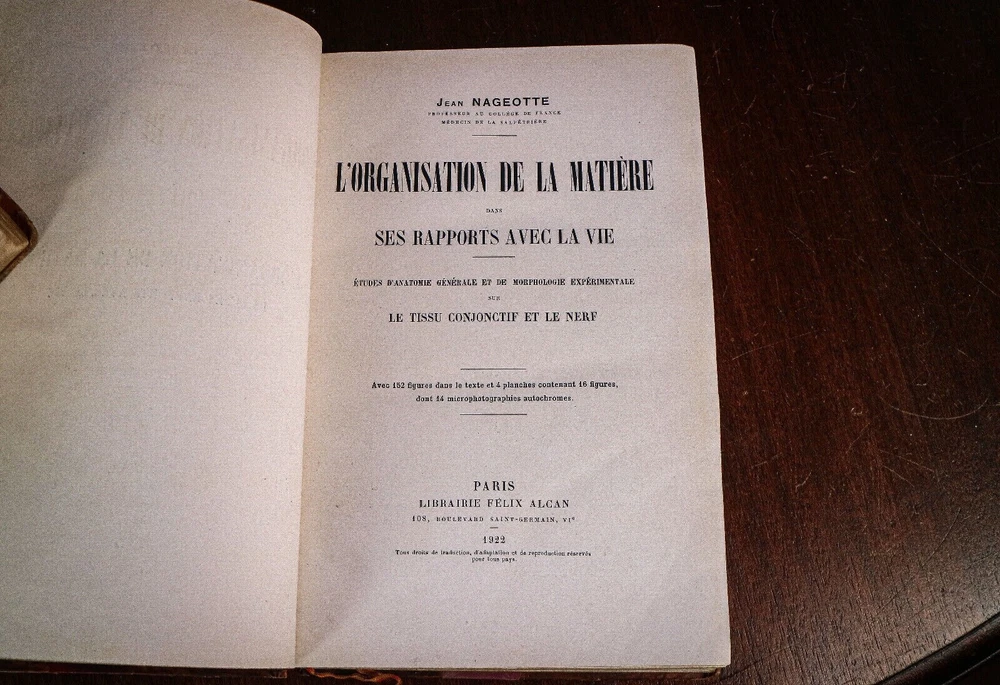 Jean NAGEOTTE
PROFESSEUR AU COLLÈGE DE FRANCE
MÉDECIN DE LA SALPÊTRIÈRE
L'ORGANISATION DE LA MATIÈRE
DANS
SES RAPPORTS AVEC LA VIE
ÉTUDES D'ANATOMIE GÉNÉRALE ET DE MORPHOLOGIE EXPÉRIMENTALE
SUR
LE TISSU CONJONCTIF ET LE NERF
Avec 152 figures dans le texte et 4 planches contenant 16 figures,
dont 14 microphotographies autochromes.
PARIS
LIBRAIRIE FÉLIX ALCAN
108, BOULEVARD SAINT-GERMAIN, VIᵉ
1922
Tous droits de traduction, d'adaptation et de reproduction réservés
pour tous pays.